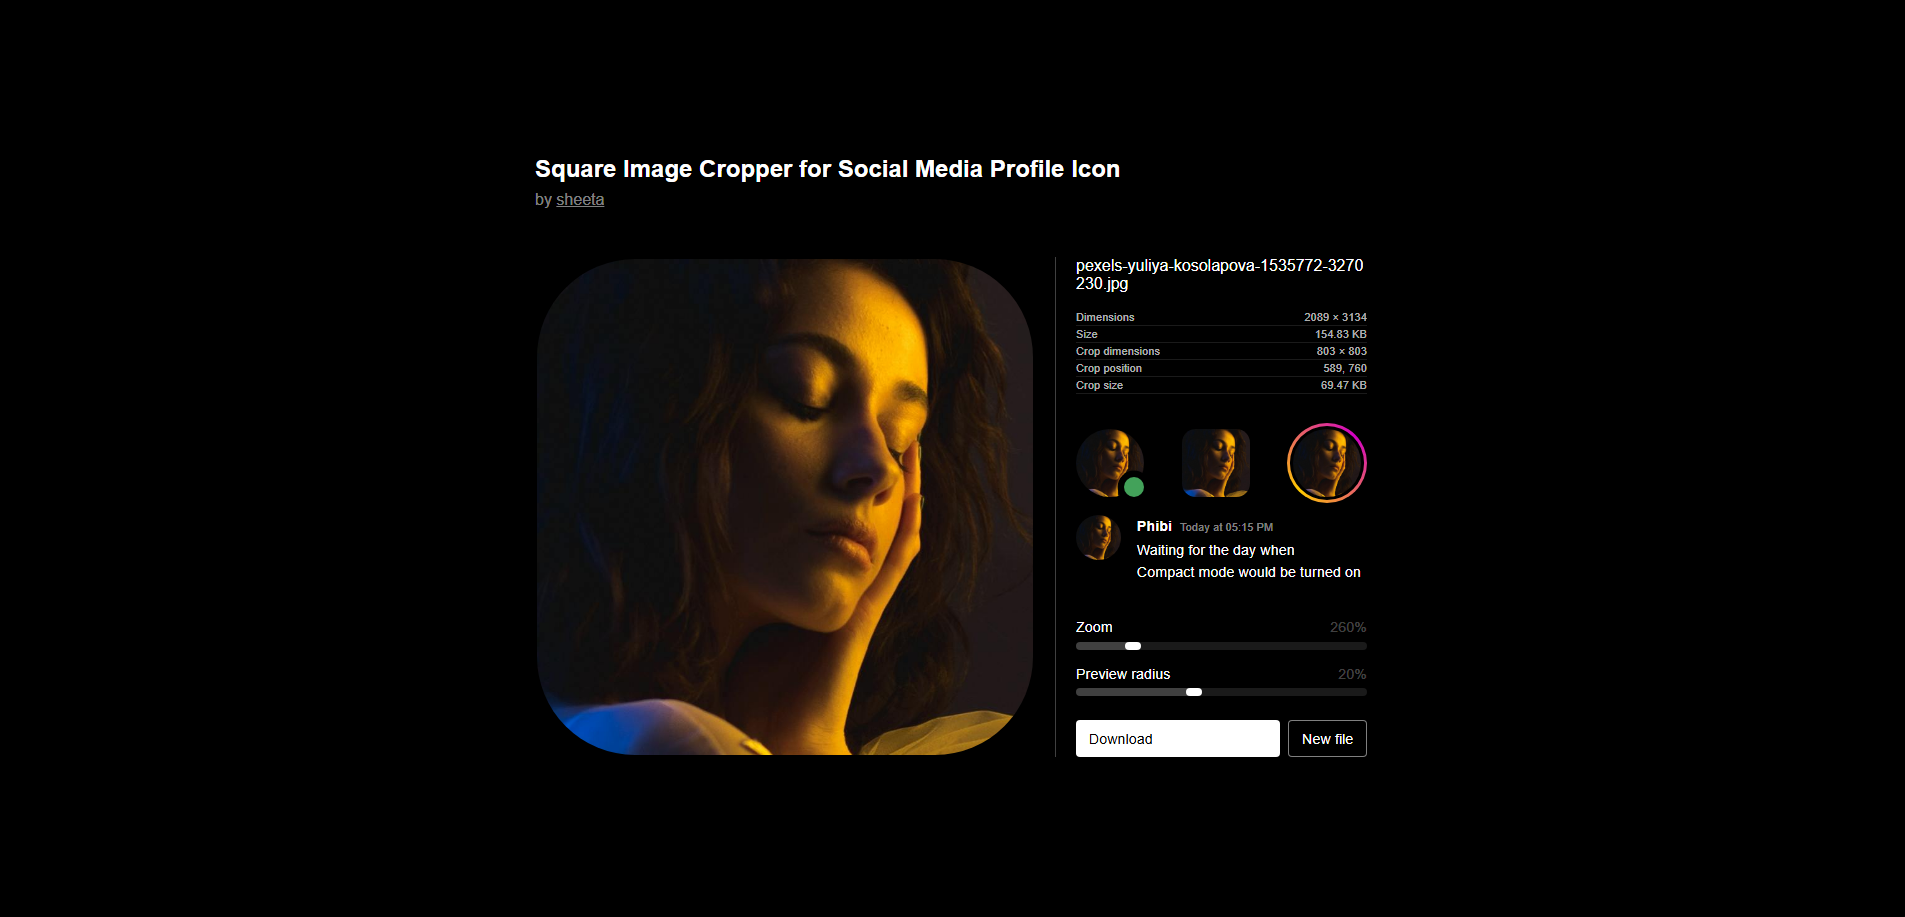 Square Image Cropper for Social Media Profile Icon
by sheeta
pexels-yuliya-kosolapova-1535772-3270
230.jpg
Dimensions 2089 × 3134
Size 154.83 KB
Crop dimensions 803 × 803
Crop position 589, 760
Crop size 69.47 KB
Phibi Today at 05:15 PM
Waiting for the day when
Compact mode would be turned on
Zoom 260%
Preview radius 20%
Download New file